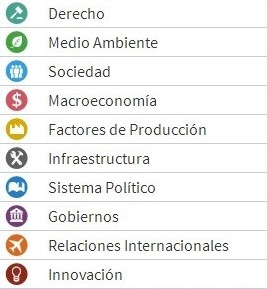 Derecho
Medio Ambiente
Sociedad
Macroeconomía
Factores de Producción
Infraestructura
Sistema Político
Gobiernos
Relaciones Internacionales
Innovación